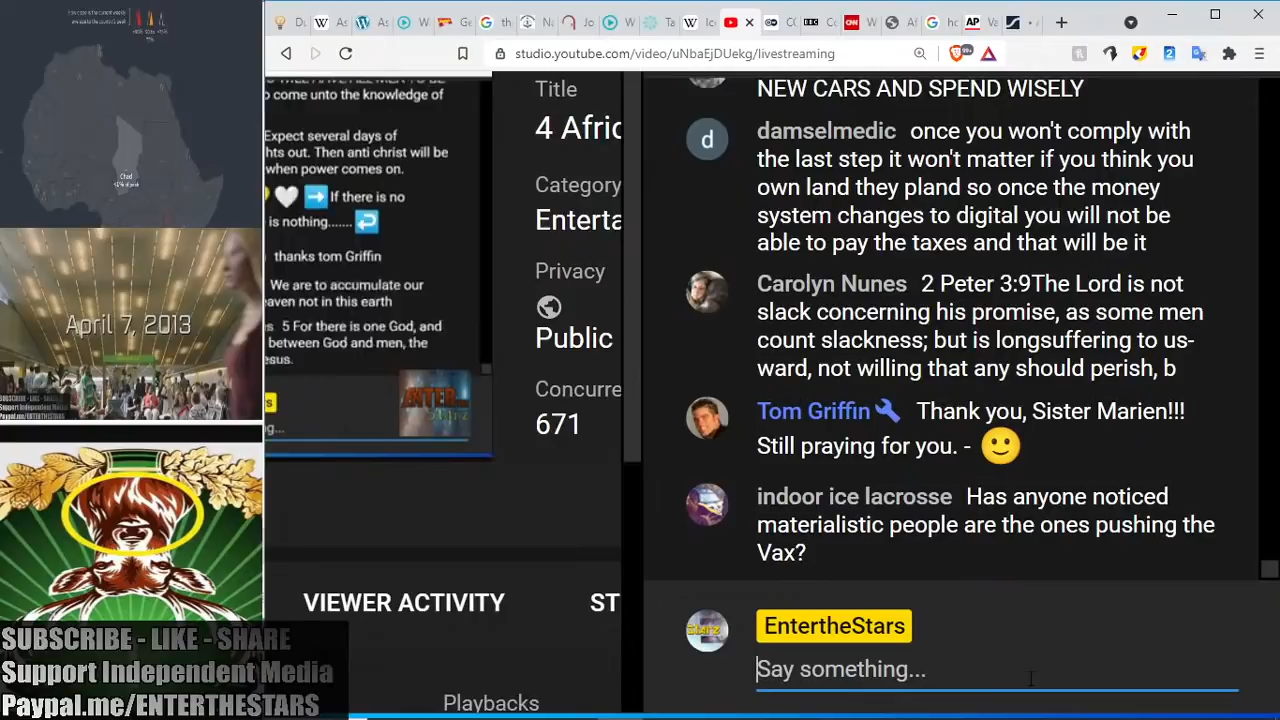 Chad
April 7, 2013
SUBSCRIBE - LIKE - SHARE
Support Independent Media
Paypal.me/ENTERTHESTARS
studio.youtube.com/video/uNbaEjDUekg/livestreaming
99+
o come unto the knowledge of
Expect several days of
hts out. Then anti christ will be
when power comes on.
If there is no
is nothing.......
thanks tom Griffin
We are to accumulate our
eaven not in this earth
es 5 For there is one God, and
between God and men, the
esus.
Title
4 Afric
Category
Enterta
Privacy
Public
Concurre
671
VIEWER ACTIVITY
ST
Playbacks
NEW CARS AND SPEND WISELY
d
damselmedic once you won't comply with
the last step it won't matter if you think you
own land they pland so once the money
system changes to digital you will not be
able to pay the taxes and that will be it
Carolyn Nunes 2 Peter 3:9The Lord is not
slack concerning his promise, as some men
count slackness; but is longsuffering to us-
ward, not willing that any should perish, b
Tom Griffin Thank you, Sister Marien!!!
Still praying for you. -
indoor ice lacrosse Has anyone noticed
materialistic people are the ones pushing the
Vax?
EntertheStars
Say something...